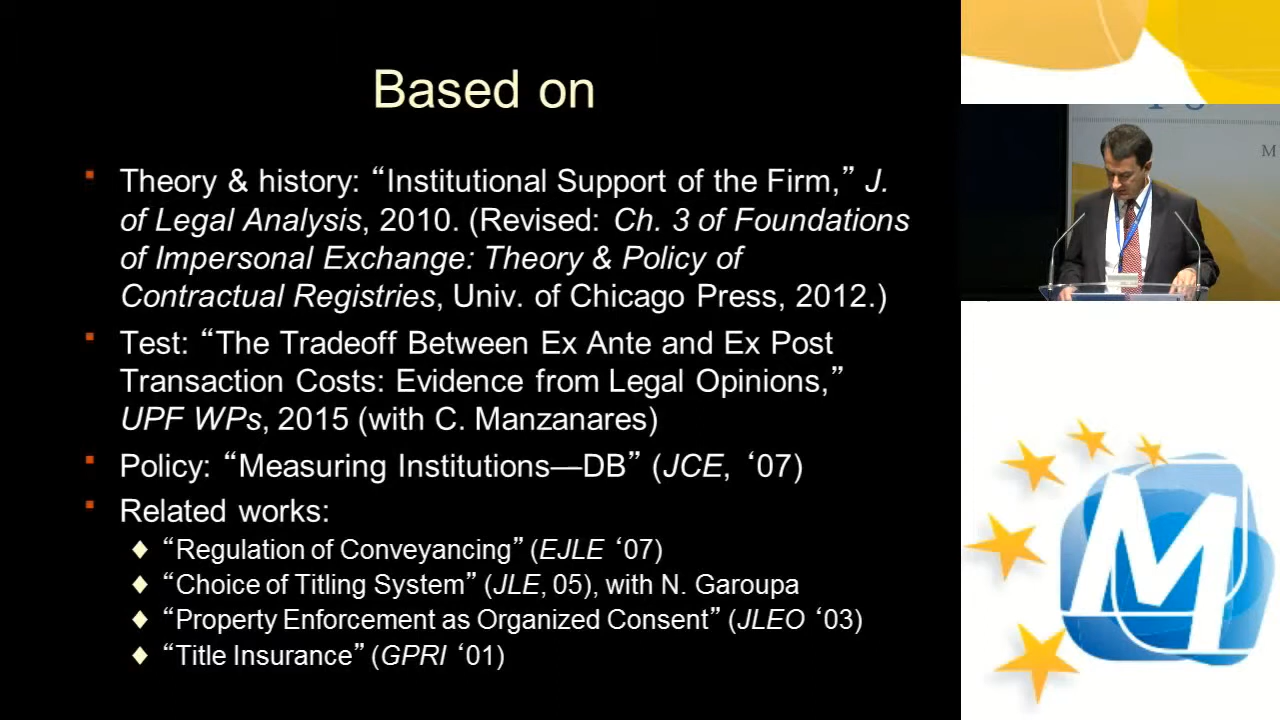 Based on
Theory & history: “Institutional Support of the Firm,” J.
of Legal Analysis, 2010. (Revised: Ch. 3 of Foundations
of Impersonal Exchange: Theory & Policy of
Contractual Registries, Univ. of Chicago Press, 2012.)
Test: “The Tradeoff Between Ex Ante and Ex Post
Transaction Costs: Evidence from Legal Opinions,”
UPF WPs, 2015 (with C. Manzanares)
Policy: “Measuring Institutions—DB” (JCE, ‘07)
Related works:
“Regulation of Conveyancing” (EJLE ‘07)
“Choice of Titling System” (JLE, 05), with N. Garoupa
“Property Enforcement as Organized Consent” (JLEO ‘03)
“Title Insurance” (GPRI ‘01)
M
M